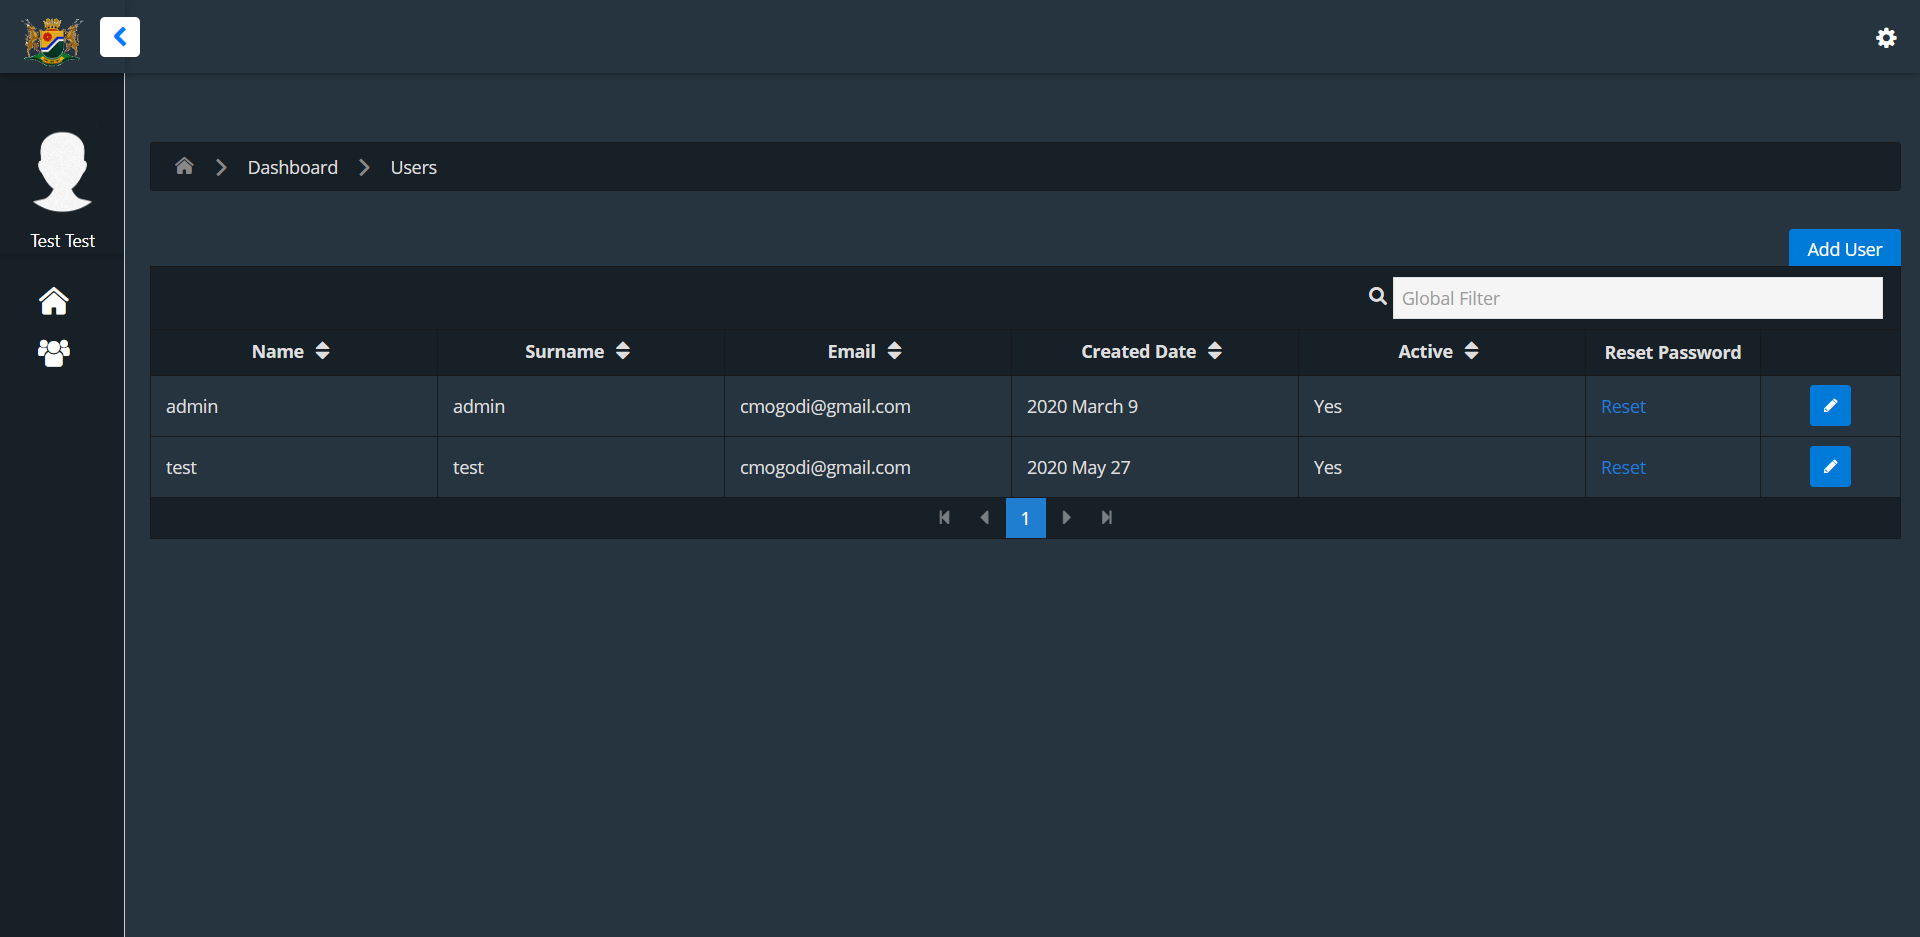 Dashboard Users
Test Test
Add User
Global Filter
Name Surname Email Created Date Active Reset Password
admin admin cmogodi@gmail.com 2020 March 9 Yes Reset
test test cmogodi@gmail.com 2020 May 27 Yes Reset
1